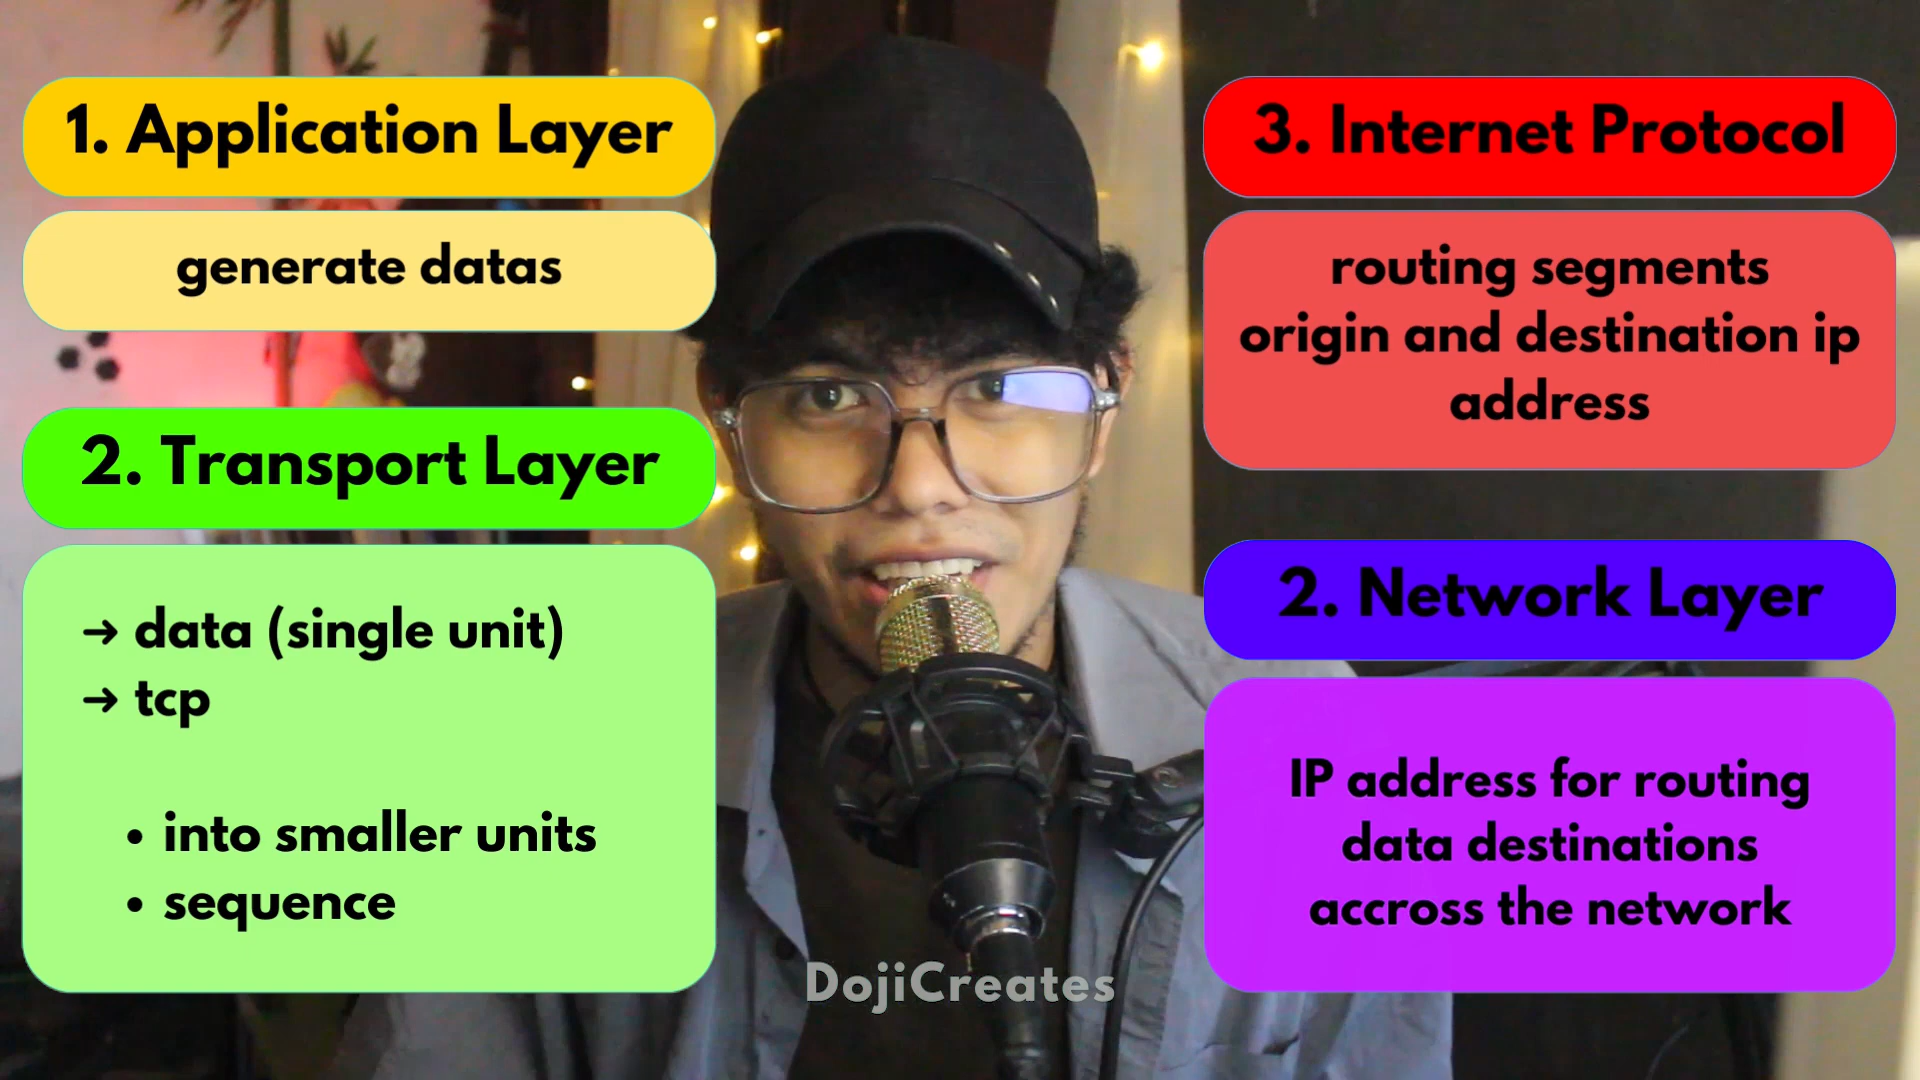 1. Application Layer
generate datas
2. Transport Layer
→ data (single unit)
→ tcp
• into smaller units
• sequence
3. Internet Protocol
routing segments
origin and destination ip
address
2. Network Layer
IP address for routing
data destinations
accross the network
DojiCreates